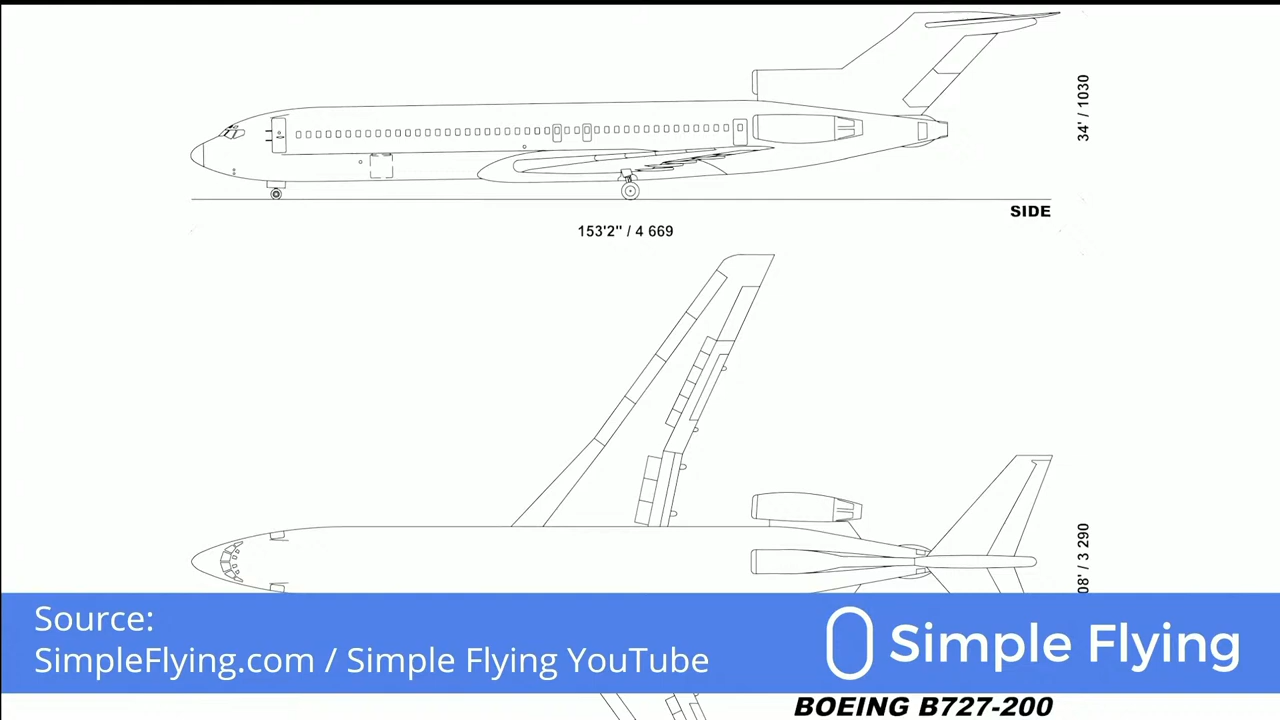 34' / 1030
SIDE
153'2" / 4 669
08' / 3 290
Source:
SimpleFlying.com / Simple Flying YouTube
Simple Flying
BOEING B727-200